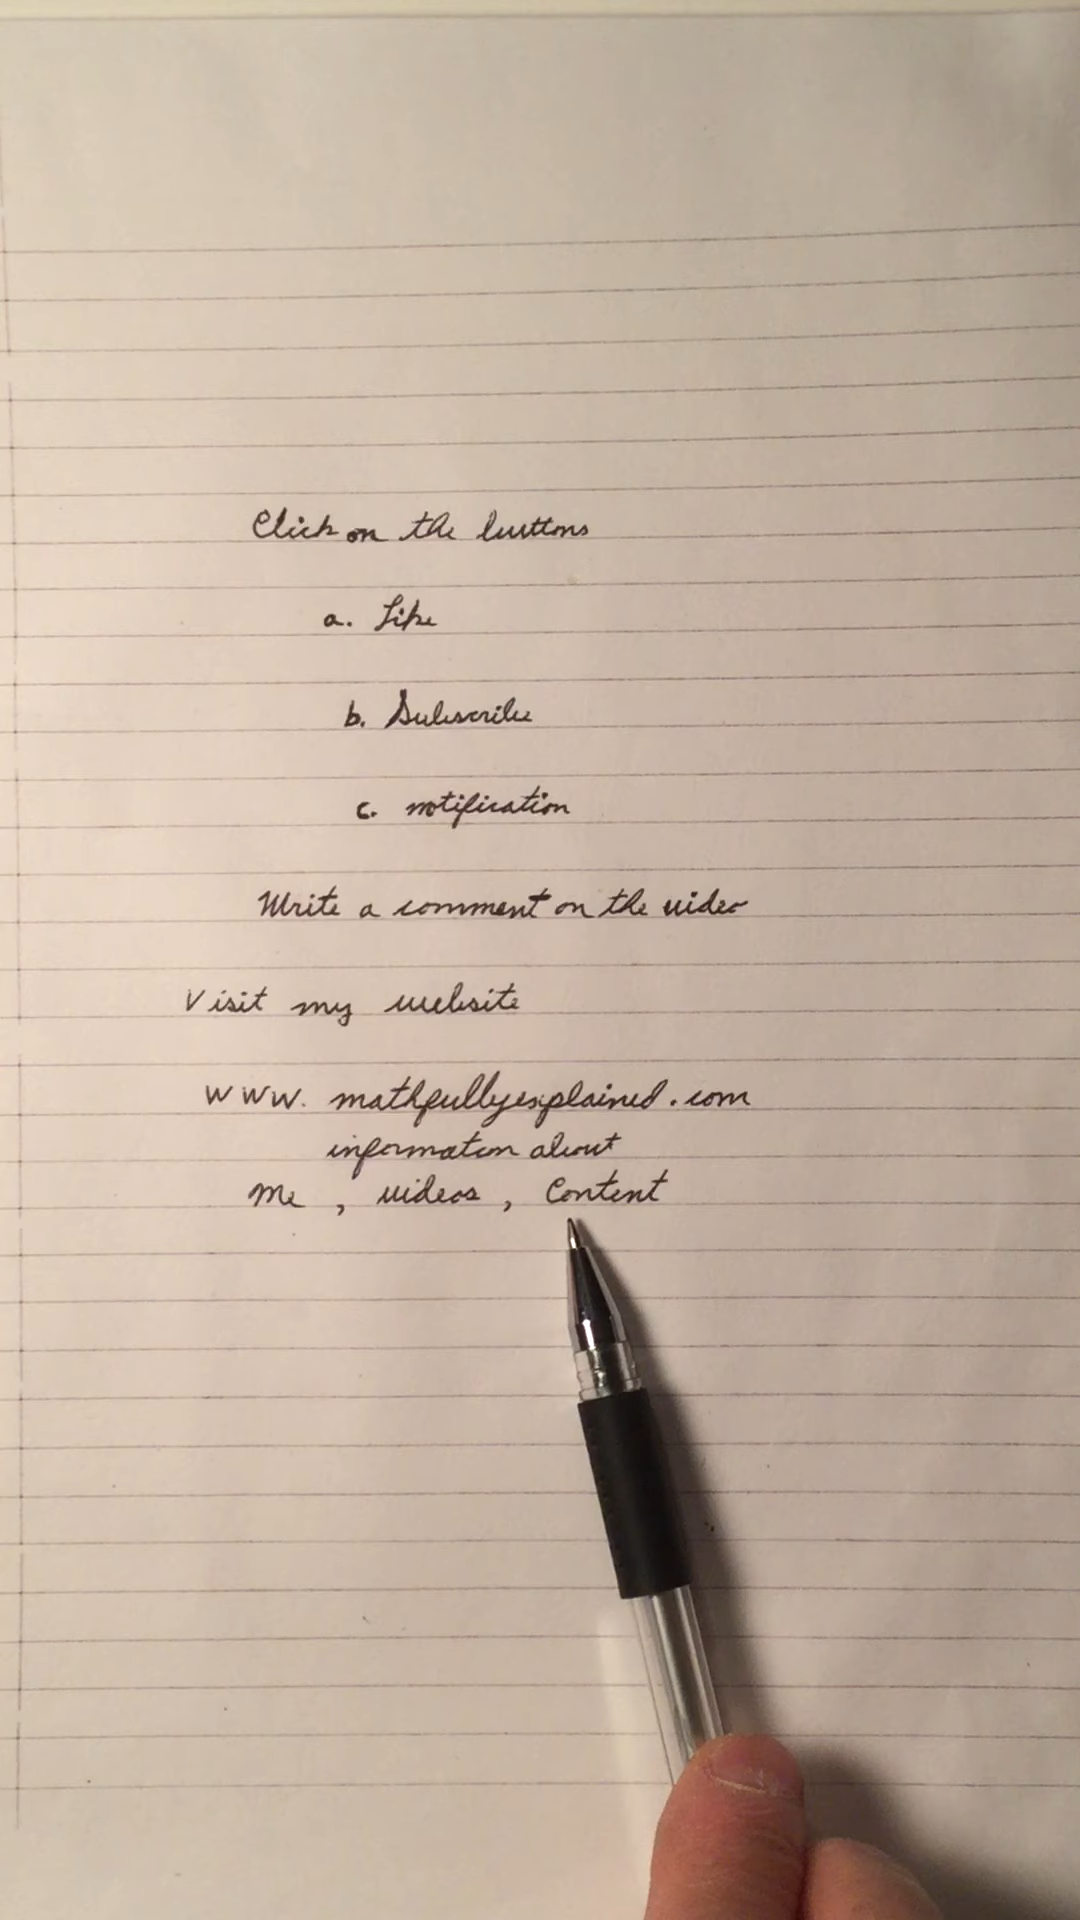 Click on the buttons
a. Like
b. Subscribe
c. notification
Write a comment on the video
Visit my website
www. mathfullyexplained.com
information about
Me , videos , Content